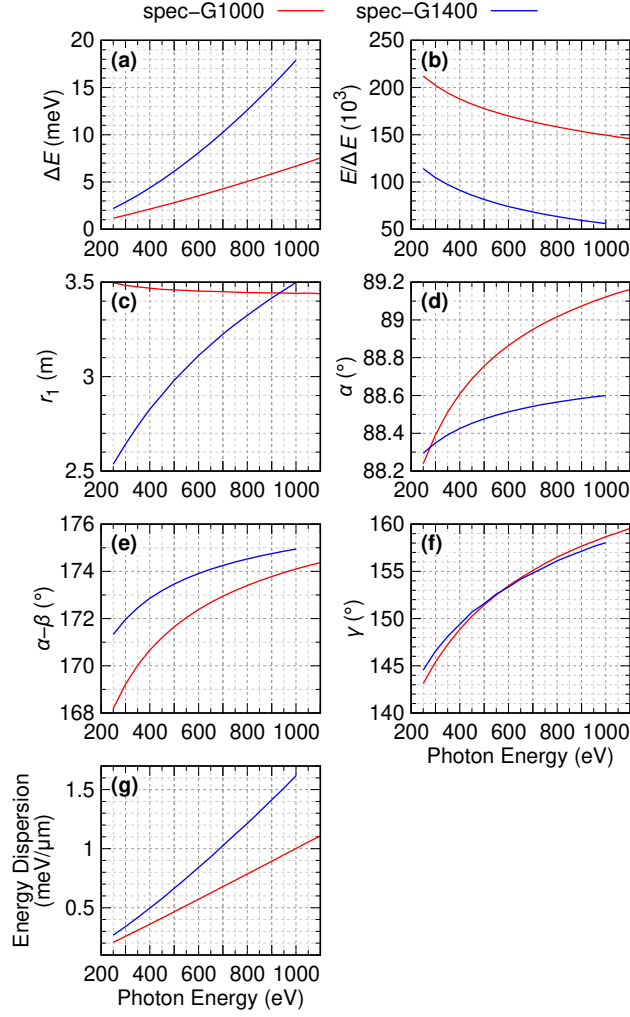 spec−G1000 spec−G1400
(a) (b)
ΔE (meV) E/ΔE (10³)
20 250
15 200
10 150
5 100
0 50
200 400 600 800 1000 200 400 600 800 1000
(c) (d)
r₁ (m) α (°)
3.5 89.2
3 89
88.8
88.6
88.4
2.5 88.2
200 400 600 800 1000 200 400 600 800 1000
(e) (f)
α−β (°) γ (°)
176 160
174 155
172 150
170 145
168 140
200 400 600 800 1000 200 400 600 800 1000
Photon Energy (eV)
(g)
Energy Dispersion
(meV/μm)
1.5
1
0.5
200 400 600 800 1000
Photon Energy (eV)